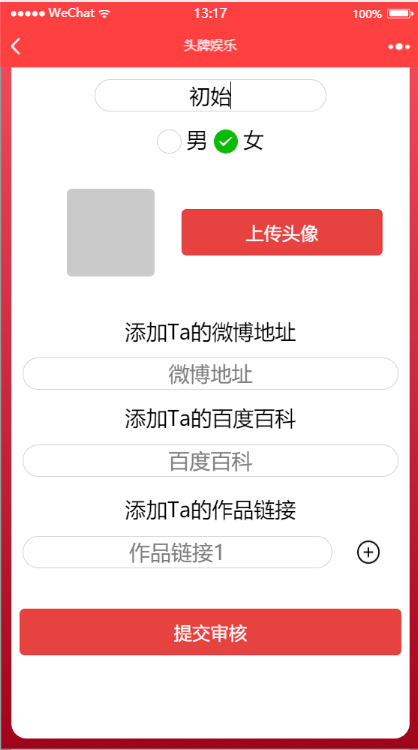 WeChat 13:17 100%
头牌娱乐
初始
男 女
上传头像
添加Ta的微博地址
微博地址
添加Ta的百度百科
百度百科
添加Ta的作品链接
作品链接1
提交审核